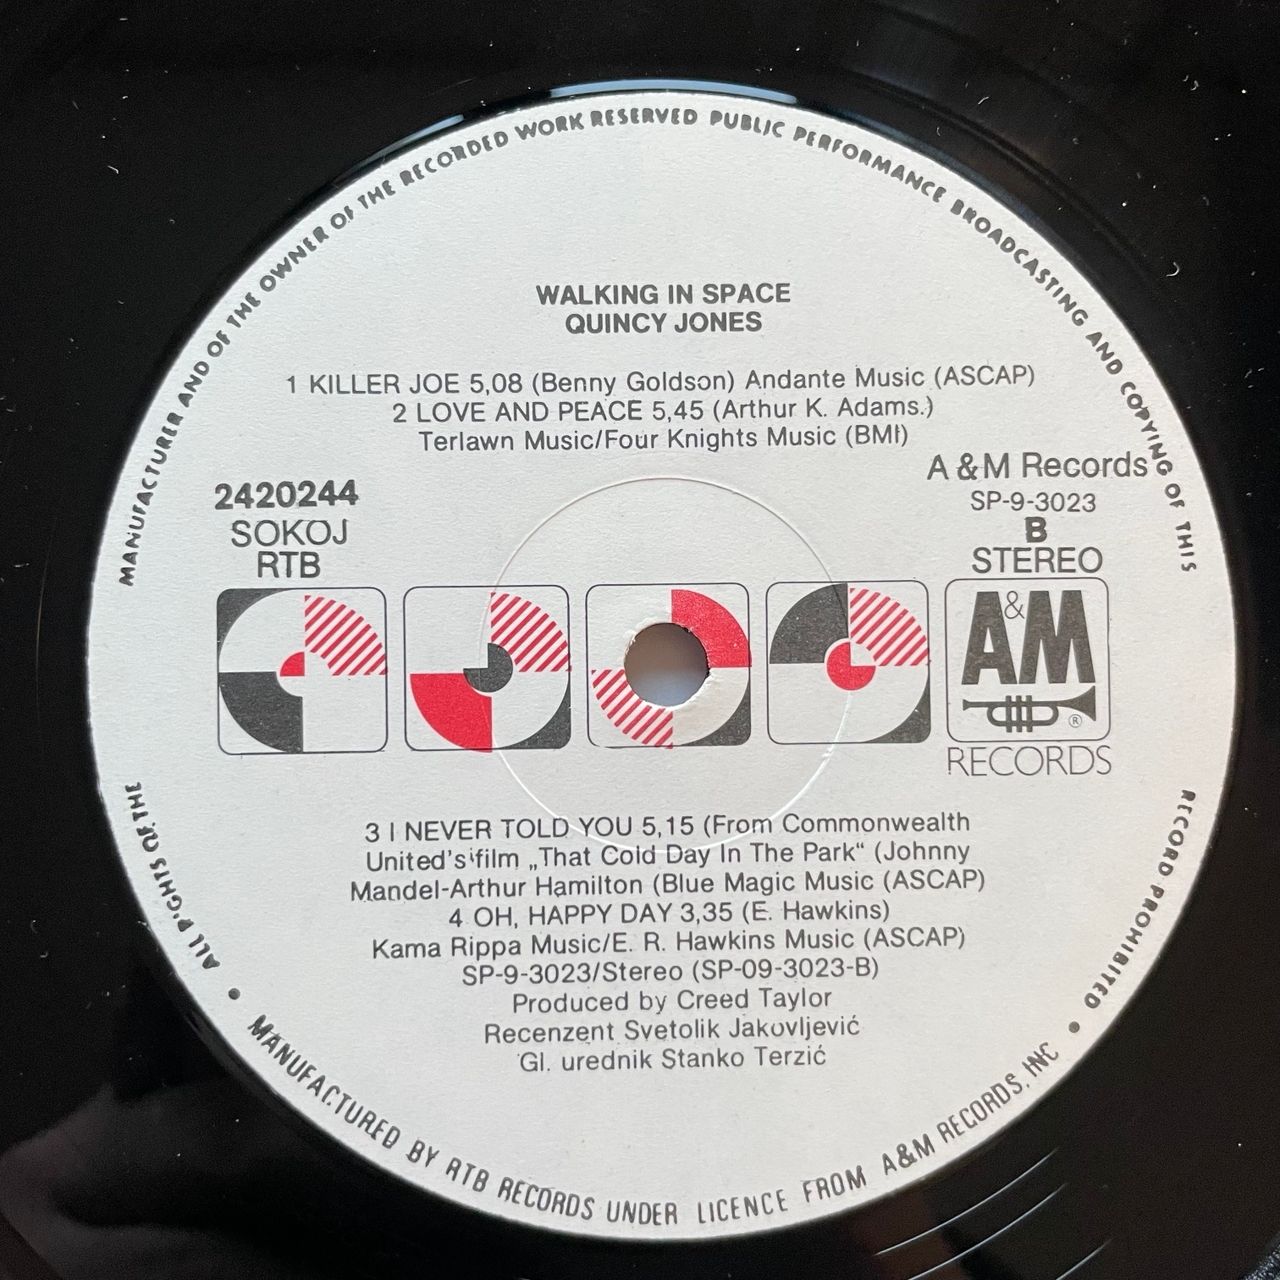 MANUFACTURER AND OF THE OWNER OF THE RECORDED WORK RESERVED PUBLIC PERFORMANCE BROADCASTING AND COPYING OF THIS
WALKING IN SPACE
QUINCY JONES
1 KILLER JOE 5,08 (Benny Goldson) Andante Music (ASCAP)
2 LOVE AND PEACE 5,45 (Arthur K. Adams.)
Terlawn Music/Four Knights Music (BMI)
2420244
SOKOJ
RTB
A & M Records
SP-9-3023
B
STEREO
A&M
®
RECORDS
3 I NEVER TOLD YOU 5,15 (From Commonwealth
United's film „That Cold Day In The Park“ (Johnny
Mandel-Arthur Hamilton (Blue Magic Music (ASCAP)
4 OH, HAPPY DAY 3,35 (E. Hawkins)
Kama Rippa Music/E. R. Hawkins Music (ASCAP)
SP-9-3023/Stereo (SP-09-3023-B)
Produced by Creed Taylor
Recenzent Svetolik Jakovljević
Gl. urednik Stanko Terzić
ALL RIGHTS OF THE
RECORD PROHIBITED
• MANUFACTURED BY RTB RECORDS UNDER LICENCE FROM A&M RECORDS, INC •